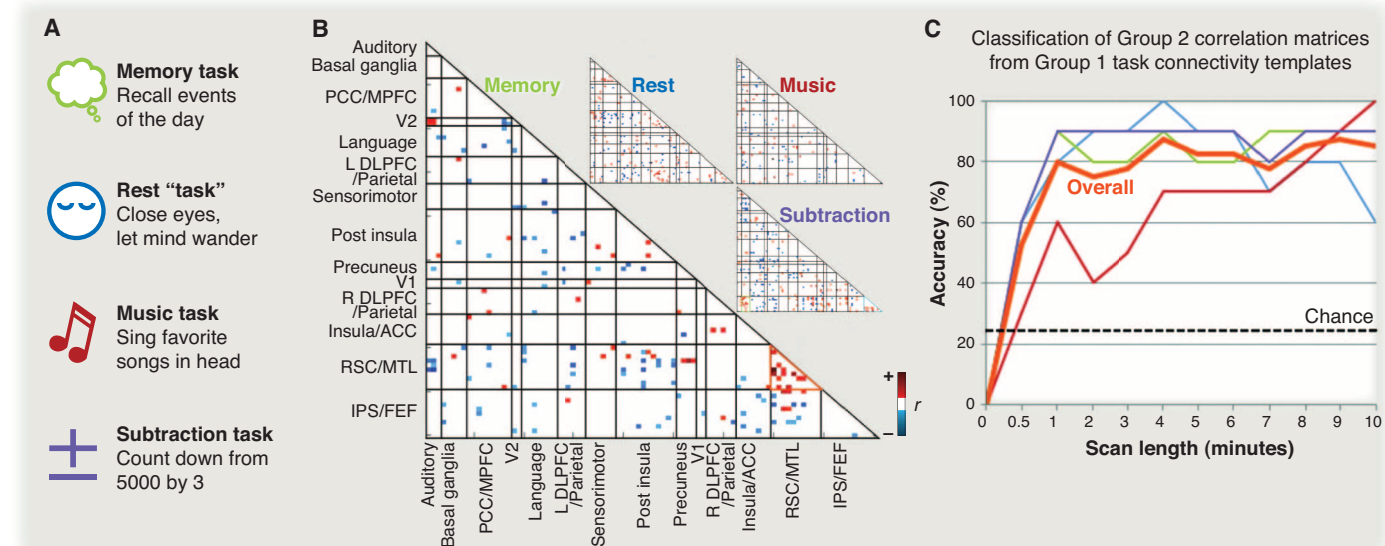 A
Memory task
Recall events
of the day
Rest “task”
Close eyes,
let mind wander
Music task
Sing favorite
songs in head
Subtraction task
Count down from
5000 by 3
B
Auditory
Basal ganglia
PCC/MPFC
V2
Language
L DLPFC
/Parietal
Sensorimotor
Post insula
Precuneus
V1
R DLPFC
/Parietal
Insula/ACC
RSC/MTL
IPS/FEF
Memory
Rest
Music
Subtraction
+
r
–
Auditory
Basal ganglia
PCC/MPFC
V2
Language
L DLPFC
/Parietal
Sensorimotor
Post insula
Precuneus
V1
R DLPFC
/Parietal
Insula/ACC
RSC/MTL
IPS/FEF
C
Classification of Group 2 correlation matrices
from Group 1 task connectivity templates
Accuracy (%)
100
80
60
40
20
0
Overall
Chance
0 0.5 1 2 3 4 5 6 7 8 9 10
Scan length (minutes)